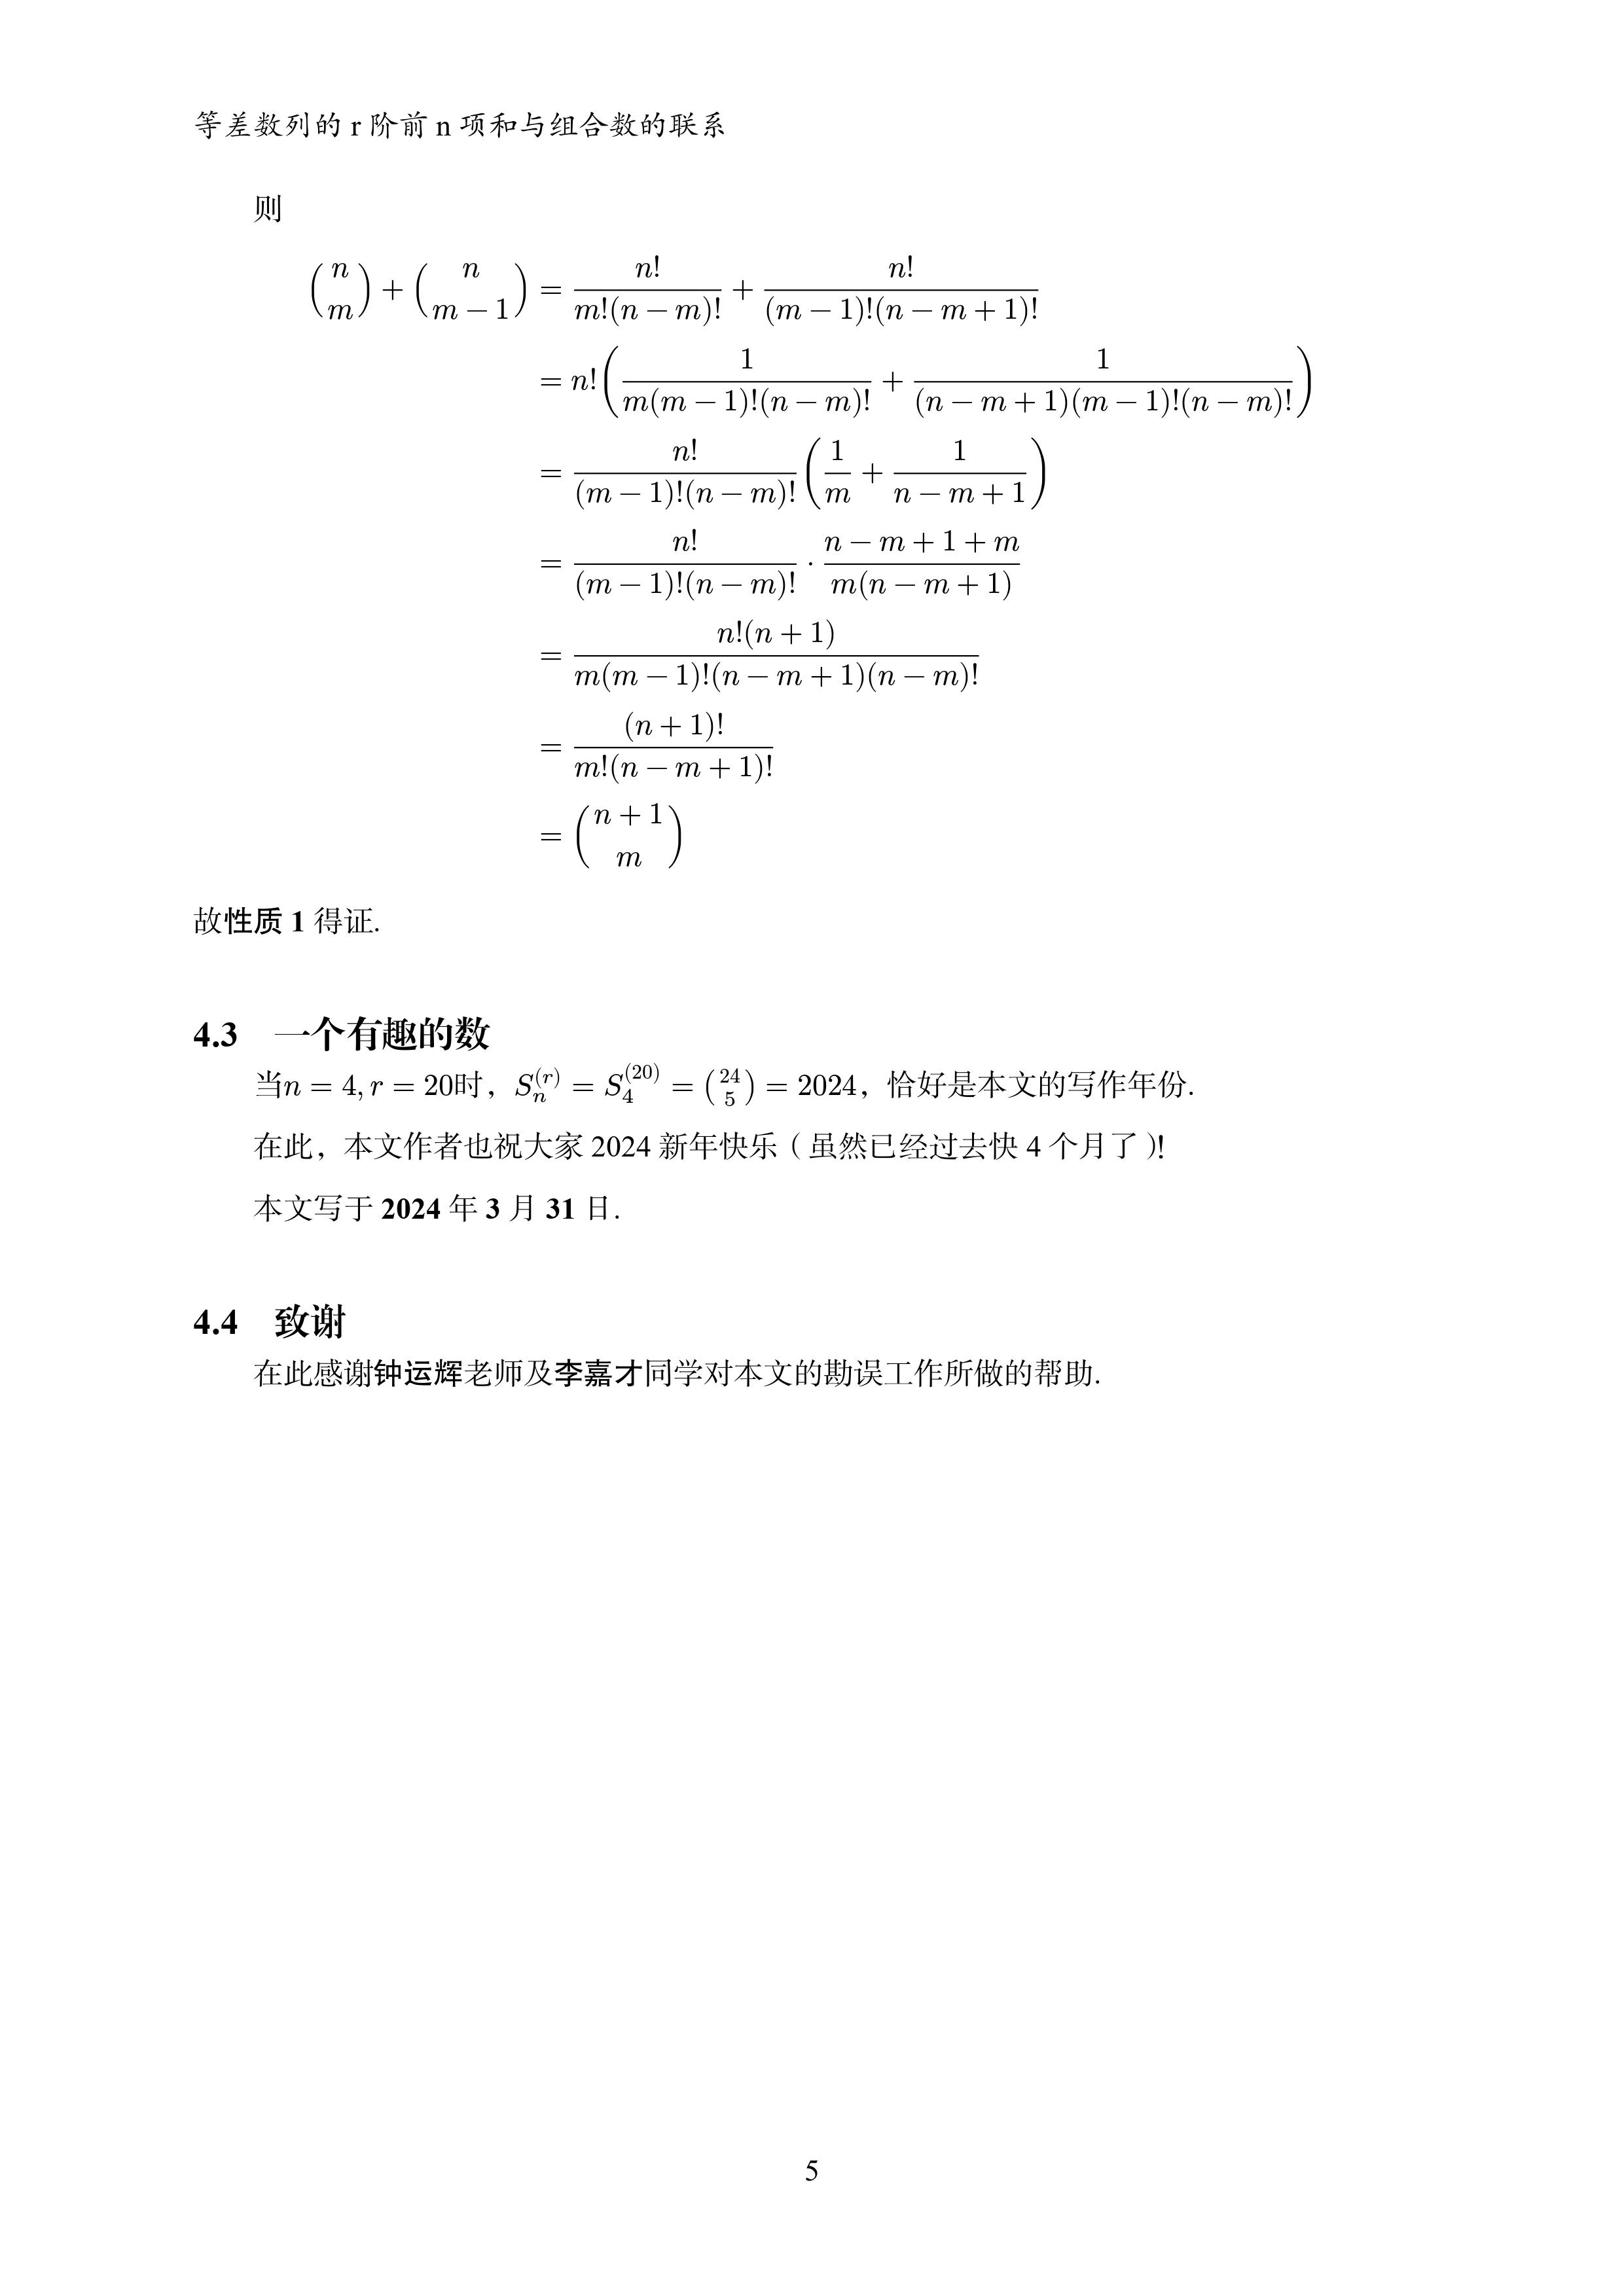 等差数列的 r 阶前 n 项和与组合数的联系
则
$\binom{n}{m} + \binom{n}{m-1} = \frac{n!}{m!(n-m)!} + \frac{n!}{(m-1)!(n-m+1)!}$
$= n!\left(\frac{1}{m(m-1)!(n-m)!} + \frac{1}{(n-m+1)(m-1)!(n-m)!}\right)$
$= \frac{n!}{(m-1)!(n-m)!}\left(\frac{1}{m} + \frac{1}{n-m+1}\right)$
$= \frac{n!}{(m-1)!(n-m)!} \cdot \frac{n-m+1+m}{m(n-m+1)}$
$= \frac{n!(n+1)}{m(m-1)!(n-m+1)(n-m)!}$
$= \frac{(n+1)!}{m!(n-m+1)!}$
$= \binom{n+1}{m}$
故性质 1 得证.
4.3 一个有趣的数
当$n = 4, r = 20$时，$S_n^{(r)} = S_4^{(20)} = \binom{24}{5} = 2024$，恰好是本文的写作年份.
在此，本文作者也祝大家 2024 新年快乐（虽然已经过去快 4 个月了）!
本文写于 2024 年 3 月 31 日.
4.4 致谢
在此感谢钟运辉老师及李嘉才同学对本文的勘误工作所做的帮助.
5